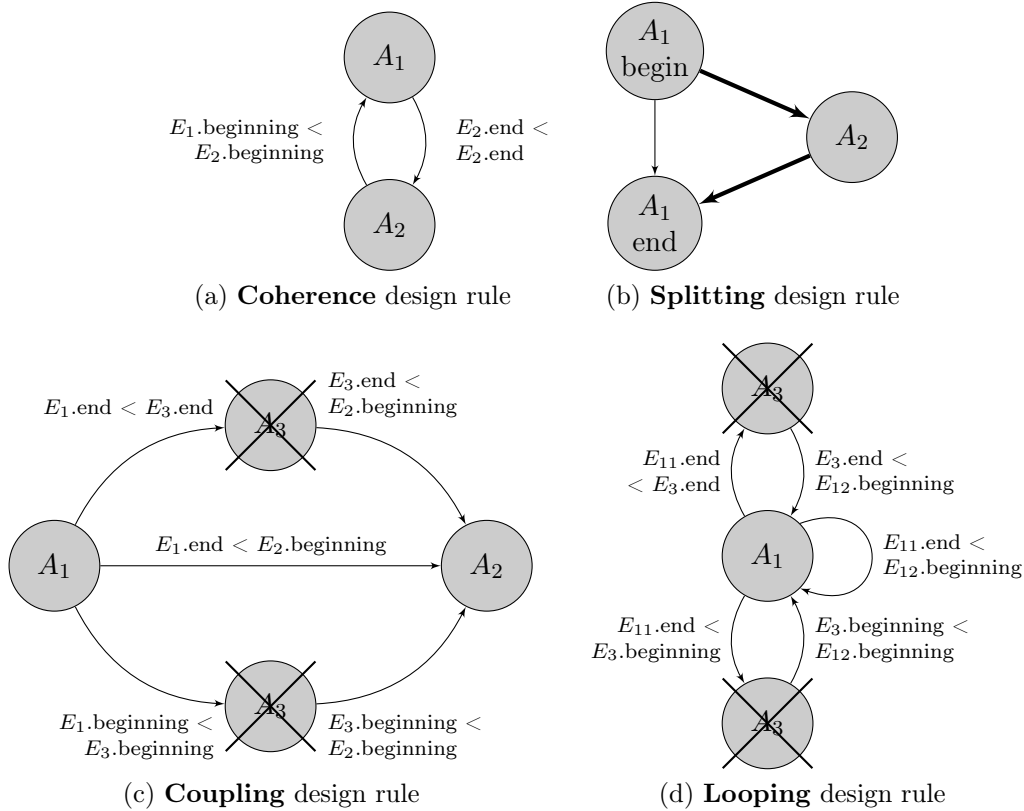 A₁
E₁.beginning <
E₂.beginning
E₂.end <
E₂.end
A₂
(a) Coherence design rule
A₁
begin
A₂
A₁
end
(b) Splitting design rule
E₁.end < E₃.end
A₃
E₃.end <
E₂.beginning
A₁
E₁.end < E₂.beginning
A₂
E₁.beginning <
E₃.beginning
A₃
E₃.beginning <
E₂.beginning
(c) Coupling design rule
A₃
E₁₁.end
< E₃.end
E₃.end <
E₁₂.beginning
A₁
E₁₁.end <
E₁₂.beginning
E₁₁.end <
E₃.beginning
E₃.beginning <
E₁₂.beginning
A₃
(d) Looping design rule